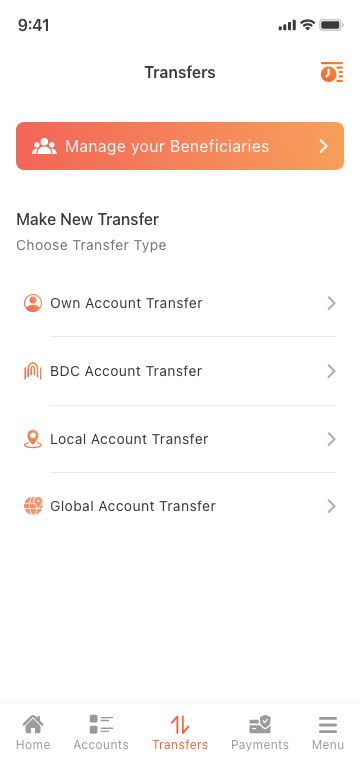 9:41
Transfers
Manage your Beneficiaries
Make New Transfer
Choose Transfer Type
Own Account Transfer
BDC Account Transfer
Local Account Transfer
Global Account Transfer
Home Accounts Transfers Payments Menu